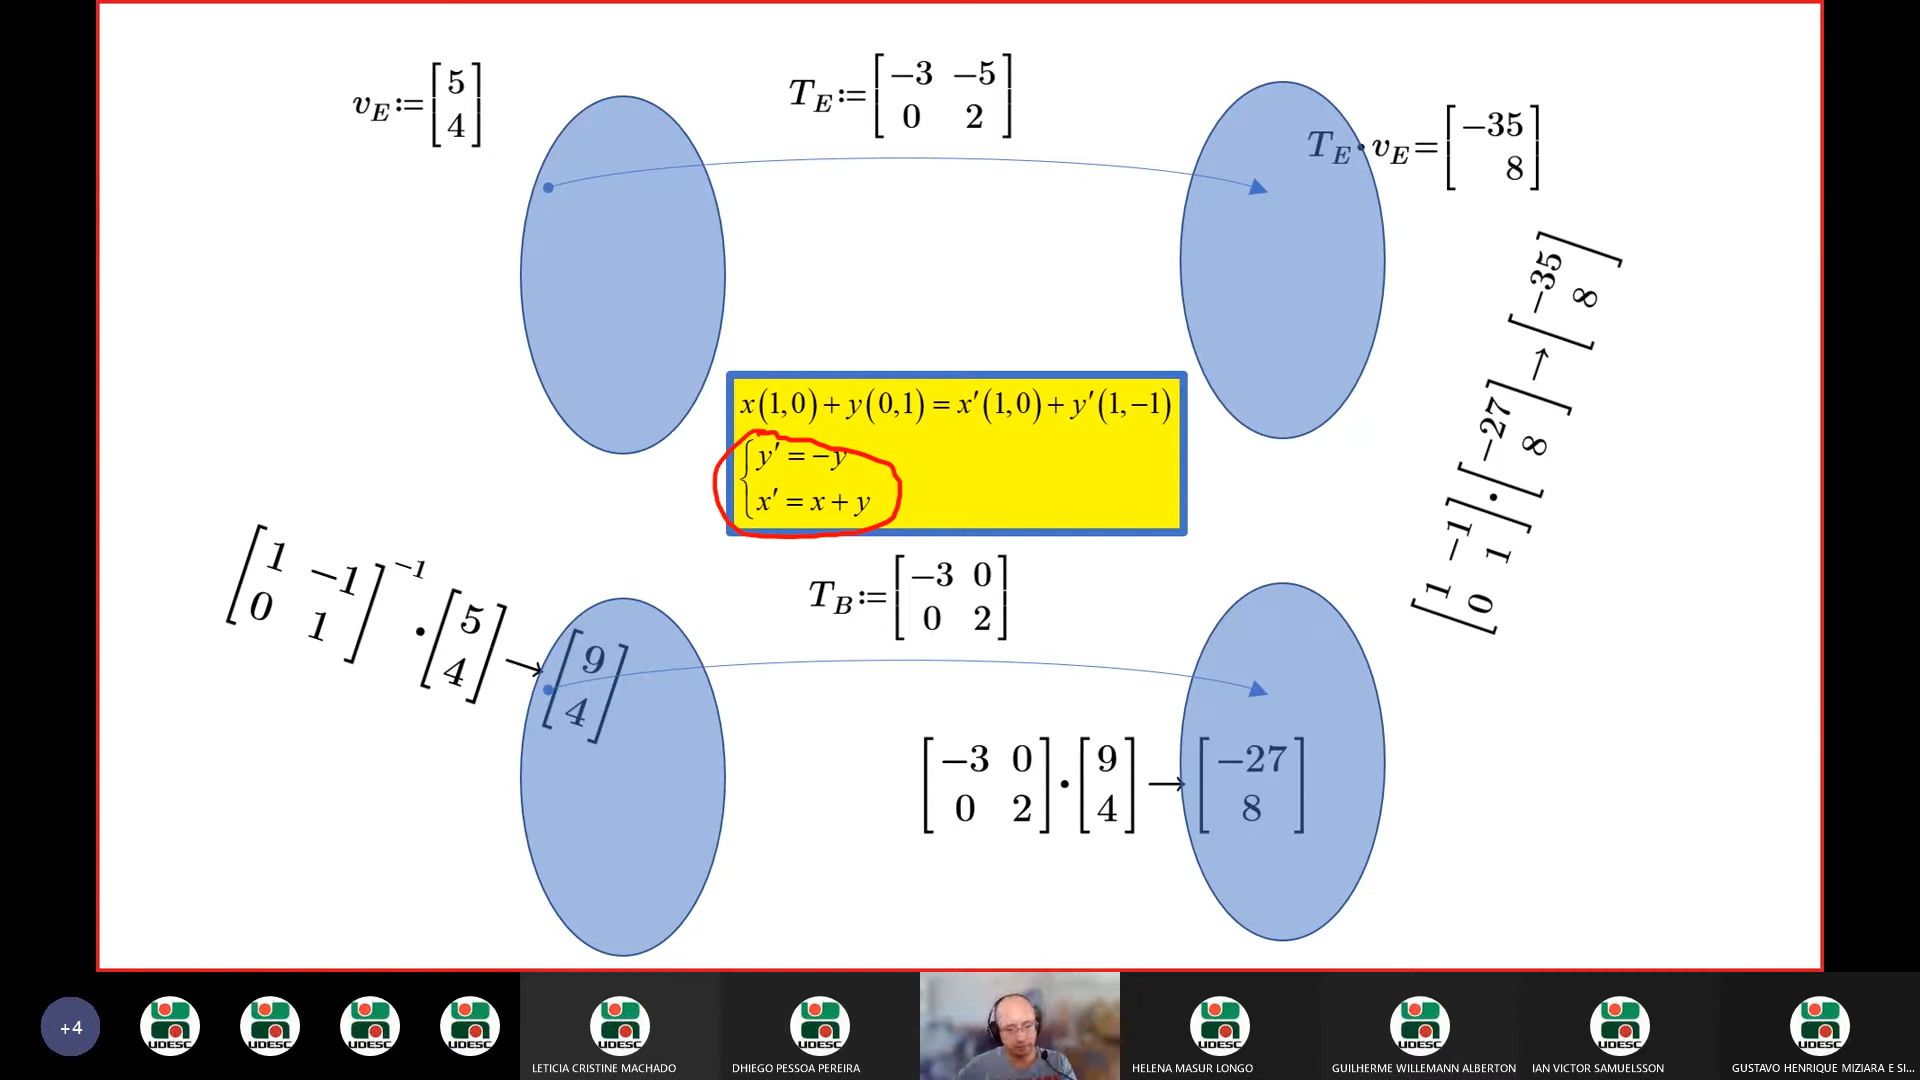 v_E := [5; 4]
T_E := [−3 −5; 0 2]
T_E · v_E = [−35; 8]
x(1,0) + y(0,1) = x′(1,0) + y′(1,−1)
{ y′ = −y
x′ = x + y
[1 −1; 0 1] · [−27; 8] → [−35; 8]
[1 −1; 0 1]^−1 · [5; 4] → [9; 4]
T_B := [−3 0; 0 2]
[−3 0; 0 2] · [9; 4] → [−27; 8]
+4
UDESC
UDESC
UDESC
UDESC
UDESC
LETICIA CRISTINE MACHADO
UDESC
DHIEGO PESSOA PEREIRA
UDESC
HELENA MASUR LONGO
UDESC
GUILHERME WILLEMANN ALBERTON
UDESC
IAN VICTOR SAMUELSSON
UDESC
GUSTAVO HENRIQUE MIZIARA E SI...